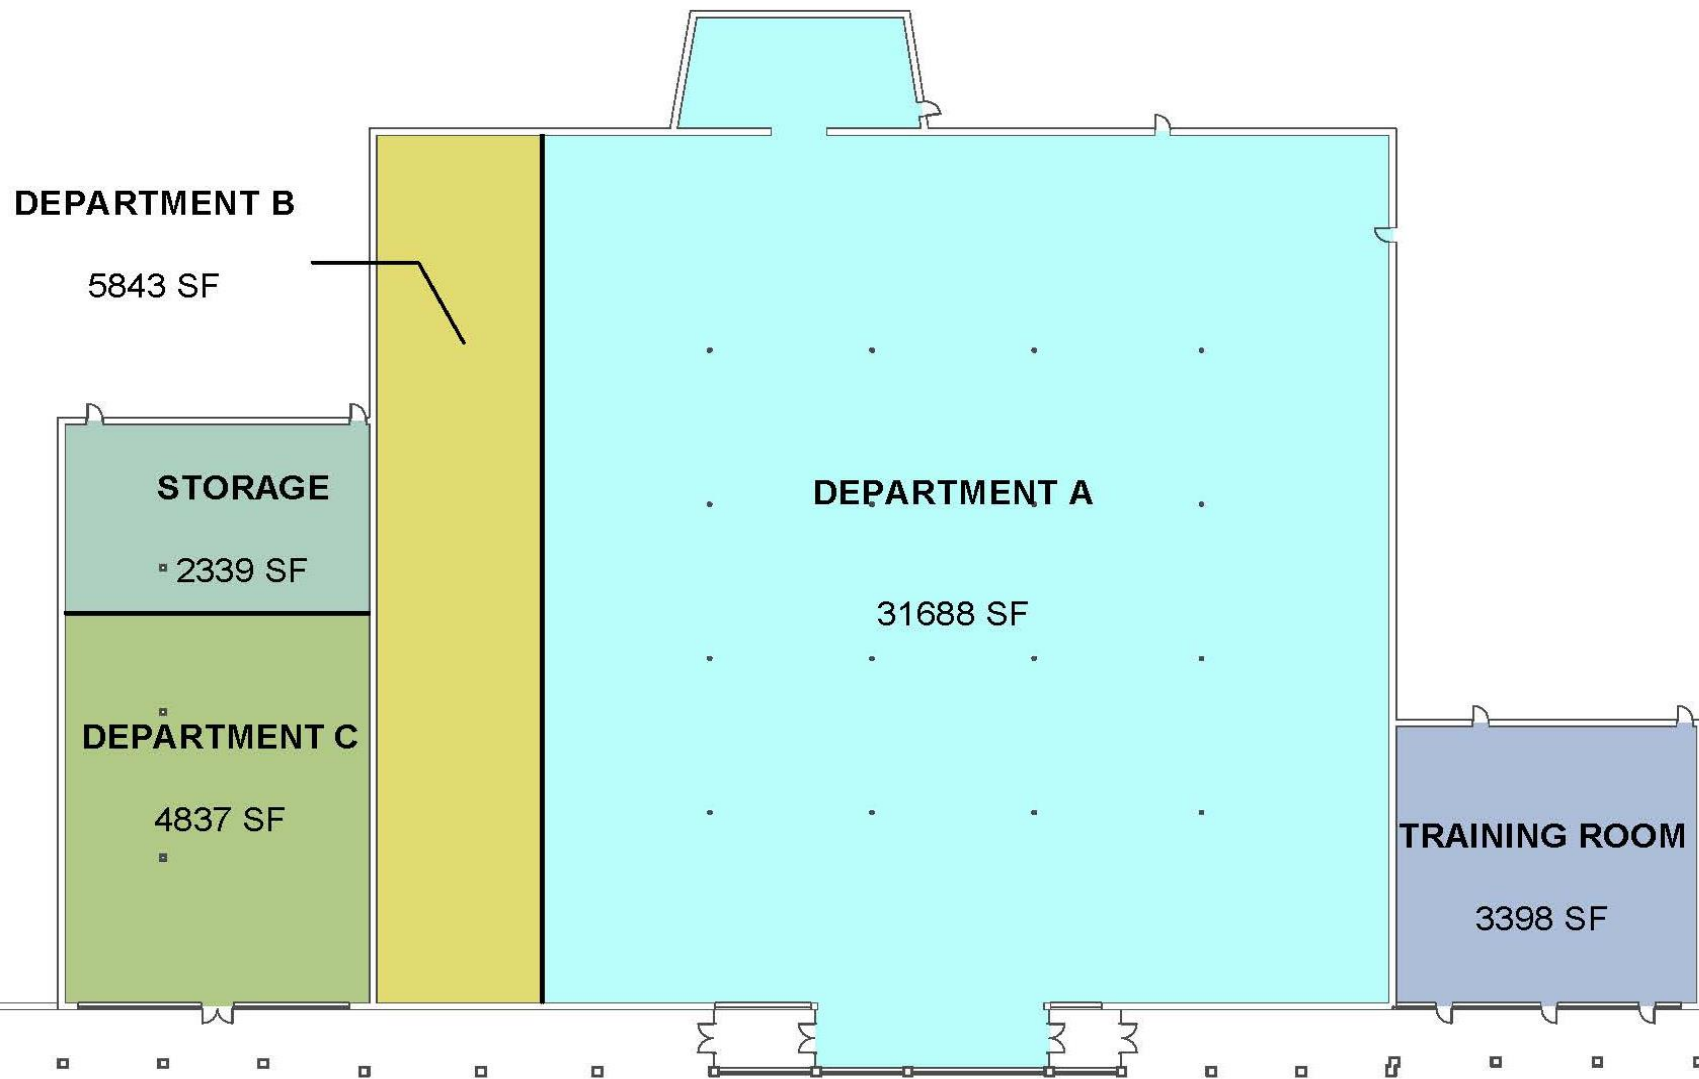 DEPARTMENT B
5843 SF
STORAGE
2339 SF
DEPARTMENT A
31688 SF
DEPARTMENT C
4837 SF
TRAINING ROOM
3398 SF